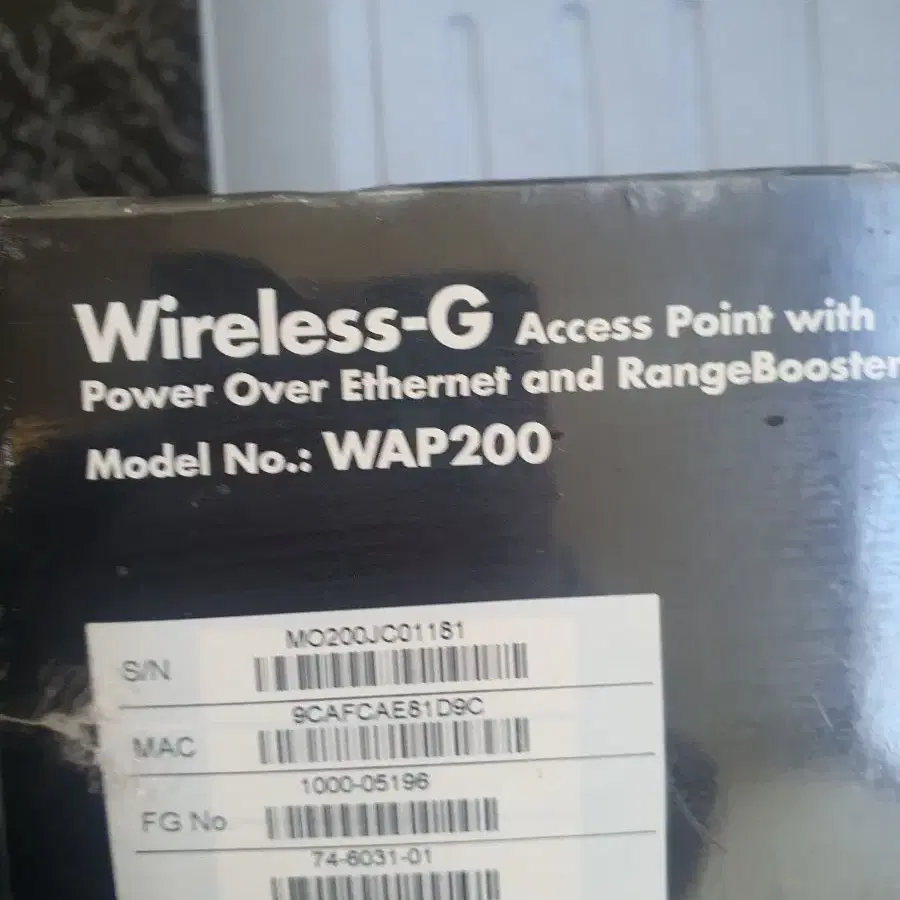 Wireless-G Access Point with
Power Over Ethernet and RangeBooster
Model No.: WAP200
MO200JC01181
S/N
9CAFCAE81D9C
MAC
1000-05196
FG No
74-6031-01